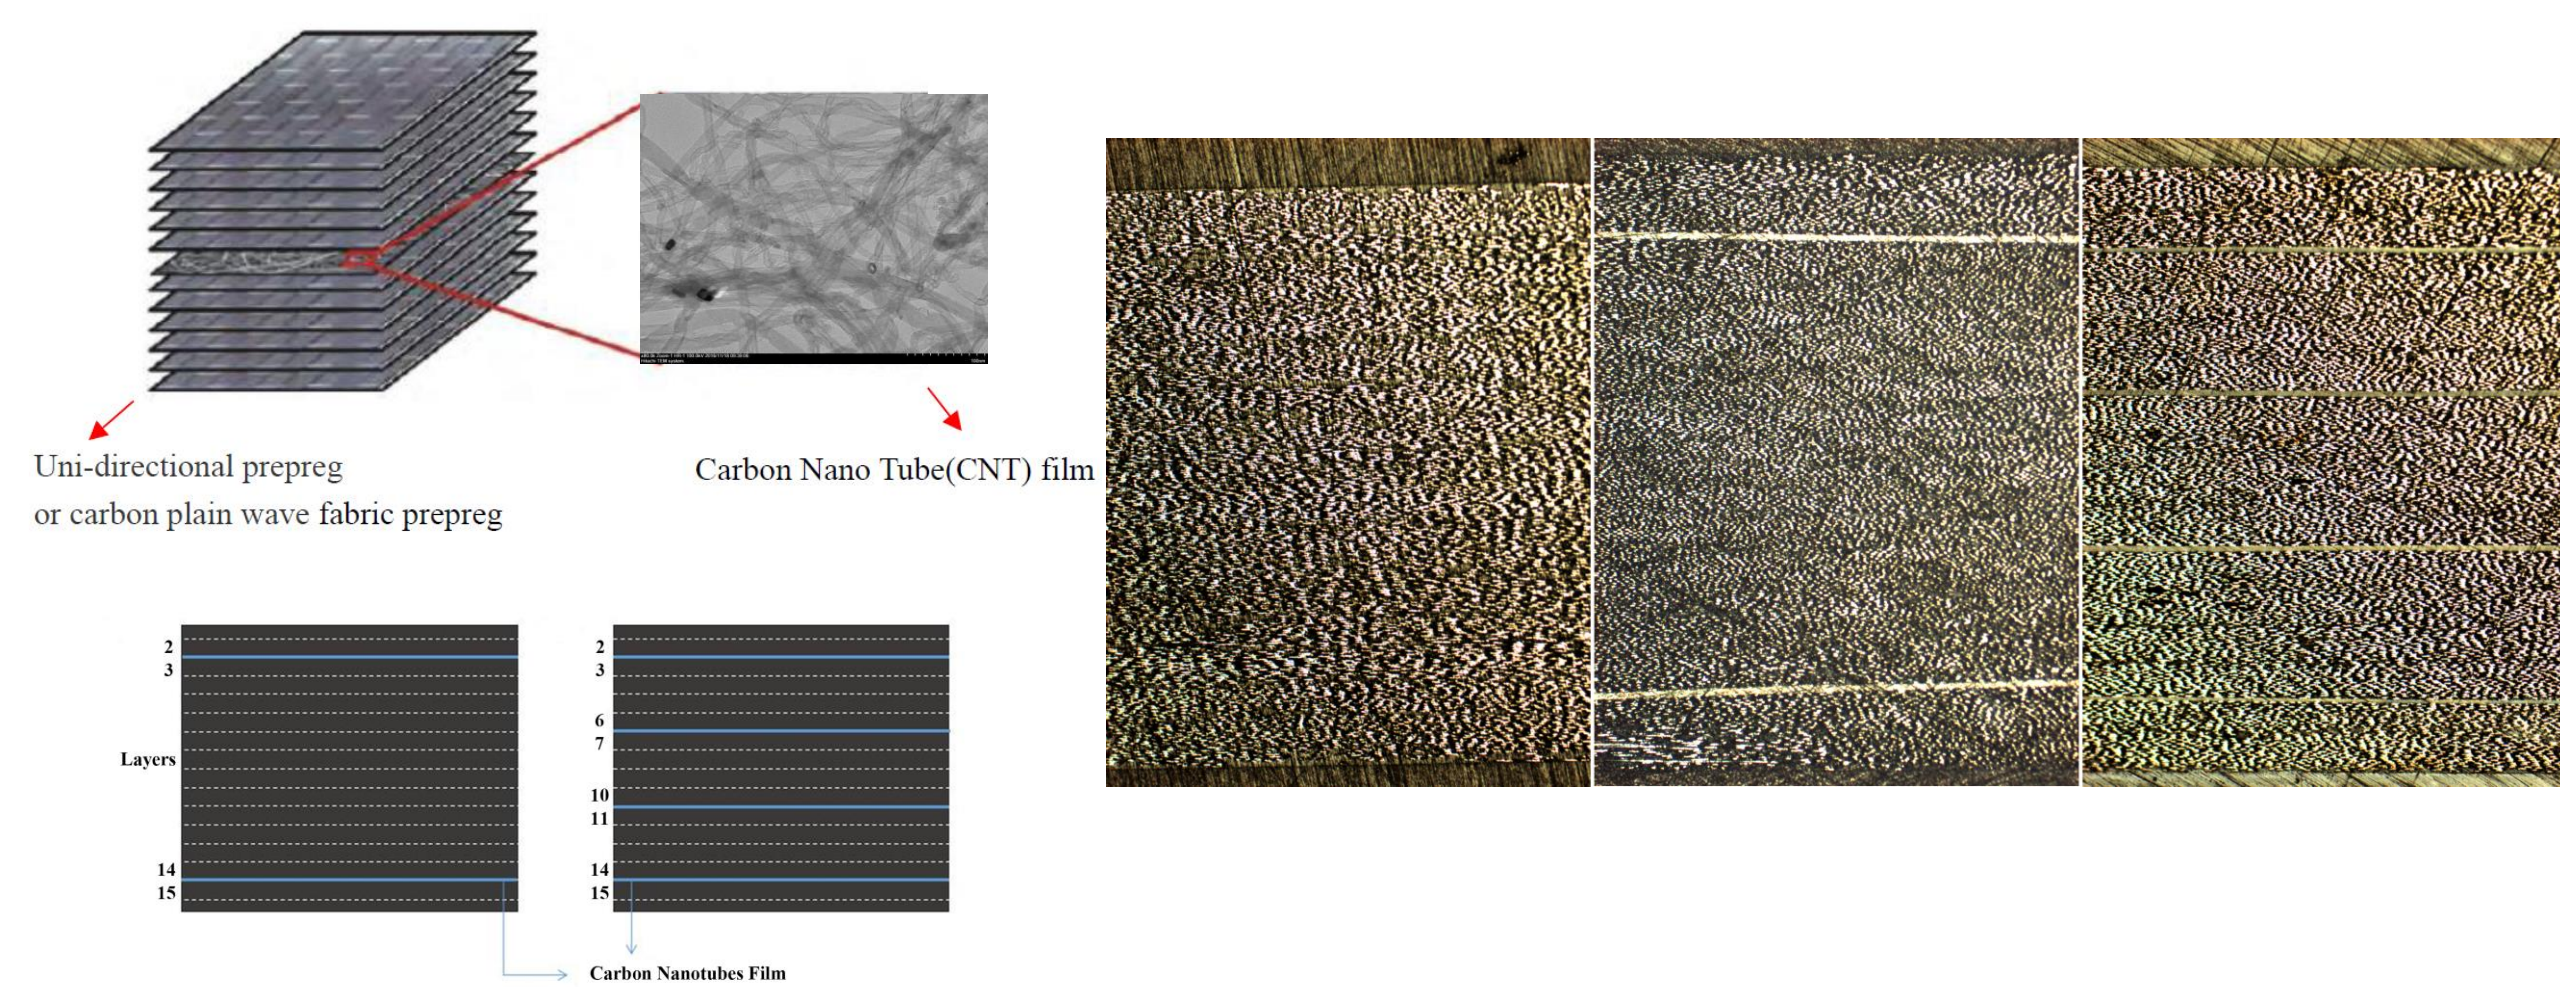 Uni-directional prepreg
or carbon plain wave fabric prepreg
Carbon Nano Tube(CNT) film
2
3
Layers
14
15
2
3
6
7
10
11
14
15
Carbon Nanotubes Film